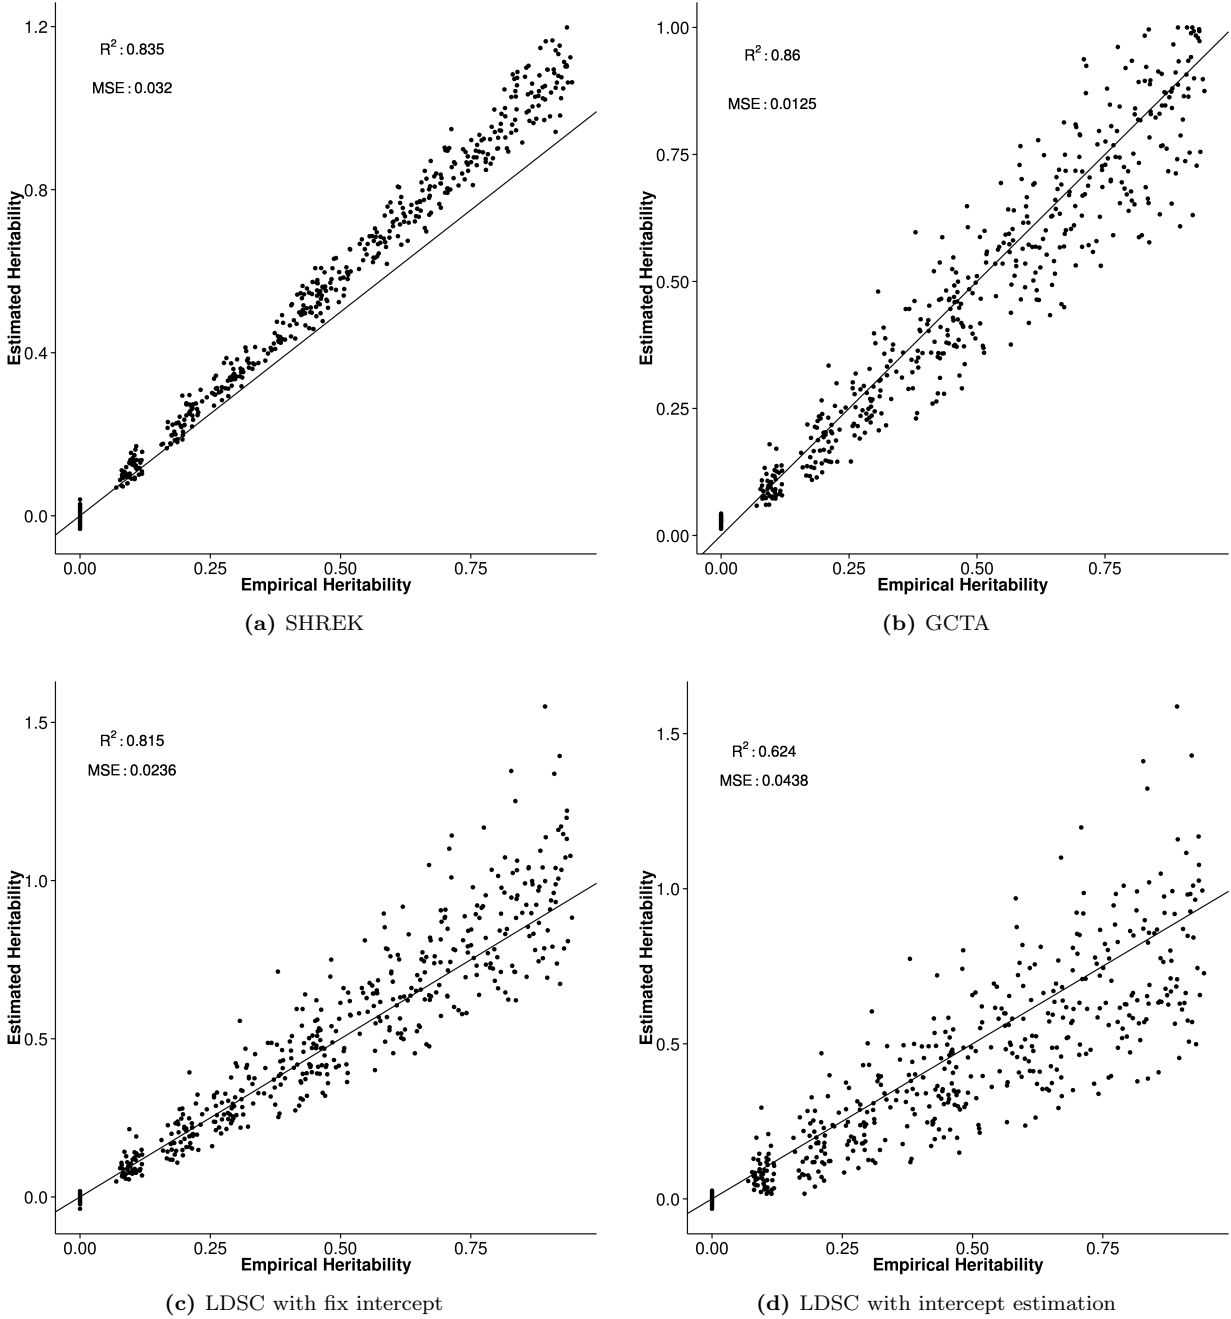 1.2
R²: 0.835
MSE: 0.032
0.8
0.4
0.0
Estimated Heritability
0.00 0.25 0.50 0.75
Empirical Heritability
(a) SHREK
1.00
R²: 0.86
MSE: 0.0125
0.75
0.50
0.25
0.00
Estimated Heritability
0.00 0.25 0.50 0.75
Empirical Heritability
(b) GCTA
1.5
R²: 0.815
MSE: 0.0236
1.0
0.5
0.0
Estimated Heritability
0.00 0.25 0.50 0.75
Empirical Heritability
(c) LDSC with fix intercept
1.5
R²: 0.624
MSE: 0.0438
1.0
0.5
0.0
Estimated Heritability
0.00 0.25 0.50 0.75
Empirical Heritability
(d) LDSC with intercept estimation